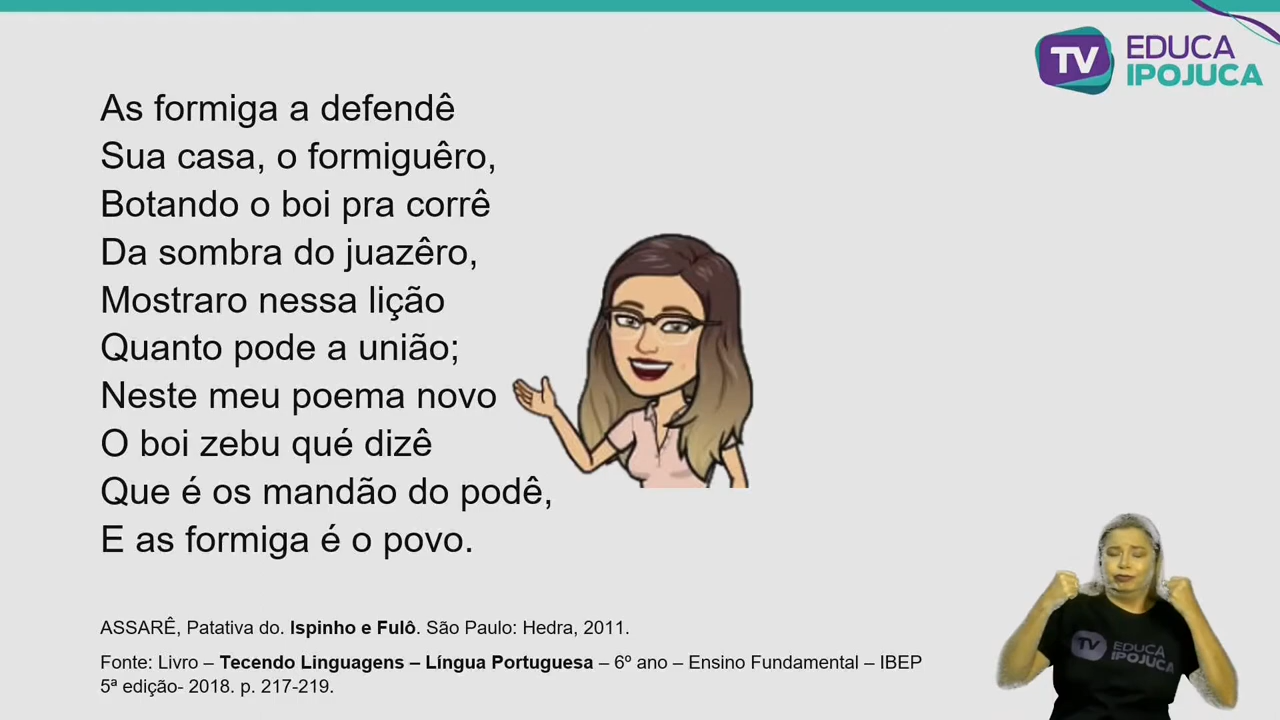 TV EDUCA
IPOJUCA
As formiga a defendê
Sua casa, o formiguêro,
Botando o boi pra corrê
Da sombra do juazêro,
Mostraro nessa lição
Quanto pode a união;
Neste meu poema novo
O boi zebu qué dizê
Que é os mandão do podê,
E as formiga é o povo.
ASSARÊ, Patativa do. Ispinho e Fulô. São Paulo: Hedra, 2011.
Fonte: Livro – Tecendo Linguagens – Língua Portuguesa – 6º ano – Ensino Fundamental – IBEP
5ª edição- 2018. p. 217-219.
TV EDUCA
IPOJUCA